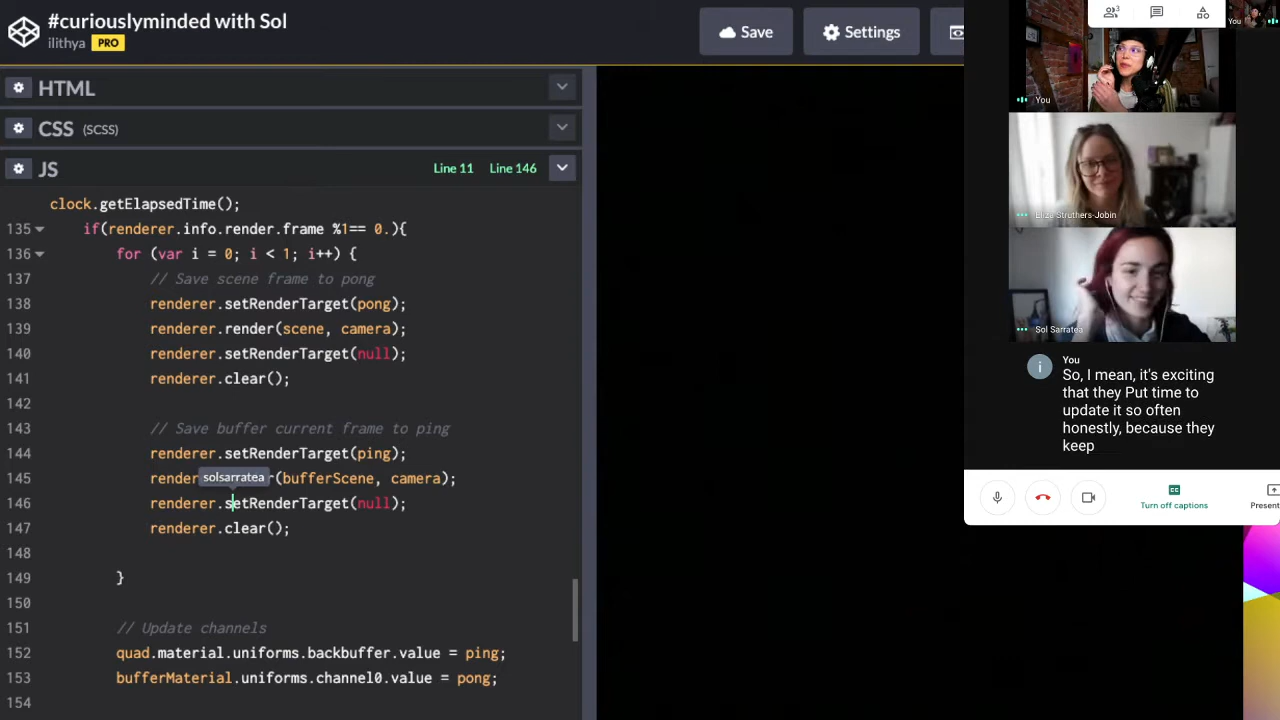 #curiouslyminded with Sol
ilithya PRO
Save
Settings
HTML
CSS (SCSS)
JS
Line 11 Line 146
clock.getElapsedTime();
135 if(renderer.info.render.frame %1== 0.){
136 for (var i = 0; i < 1; i++) {
137 // Save scene frame to pong
138 renderer.setRenderTarget(pong);
139 renderer.render(scene, camera);
140 renderer.setRenderTarget(null);
141 renderer.clear();
142
143 // Save buffer current frame to ping
144 renderer.setRenderTarget(ping);
solsarratea
145 render r(bufferScene, camera);
146 renderer.setRenderTarget(null);
147 renderer.clear();
148
149 }
150
151 // Update channels
152 quad.material.uniforms.backbuffer.value = ping;
153 bufferMaterial.uniforms.channel0.value = pong;
154
3
You
You
Eliza Struthers-Jobin
Sol Sarratea
You
So, I mean, it's exciting
that they Put time to
update it so often
honestly, because they
keep
Turn off captions
Present